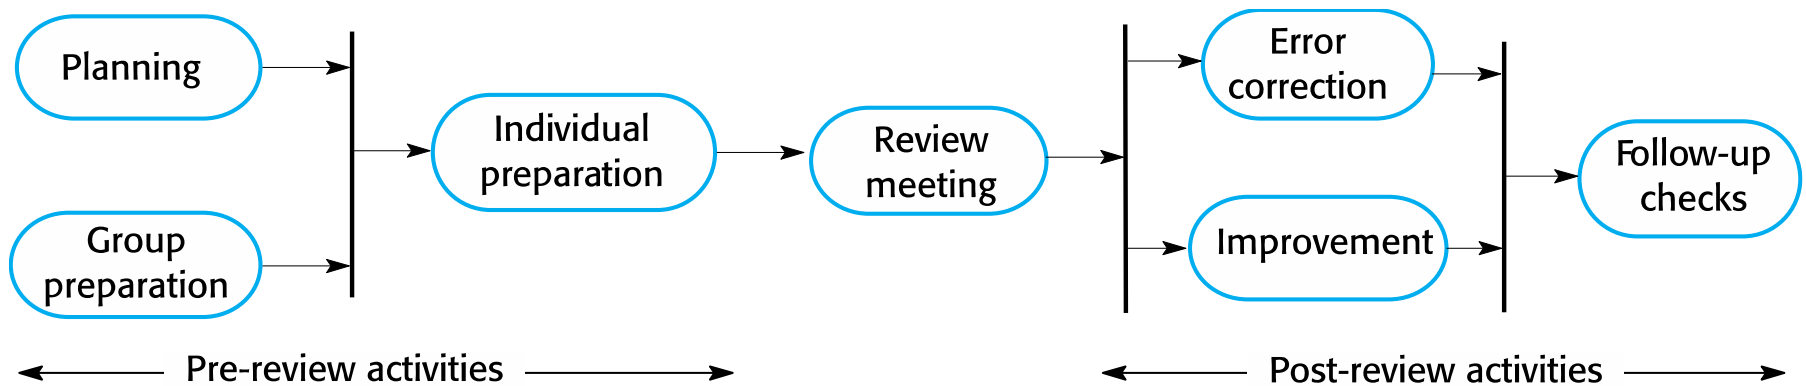 Planning
Group
preparation
Individual
preparation
Review
meeting
Error
correction
Improvement
Follow-up
checks
Pre-review activities
Post-review activities